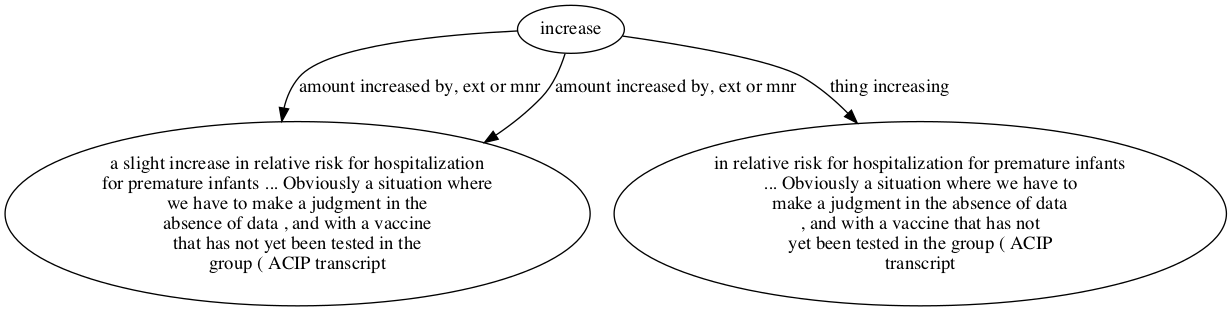 increase
amount increased by, ext or mnr
amount increased by, ext or mnr
thing increasing
a slight increase in relative risk for hospitalization
for premature infants ... Obviously a situation where
we have to make a judgment in the
absence of data , and with a vaccine
that has not yet been tested in the
group ( ACIP transcript
in relative risk for hospitalization for premature infants
... Obviously a situation where we have to
make a judgment in the absence of data
, and with a vaccine that has not
yet been tested in the group ( ACIP
transcript